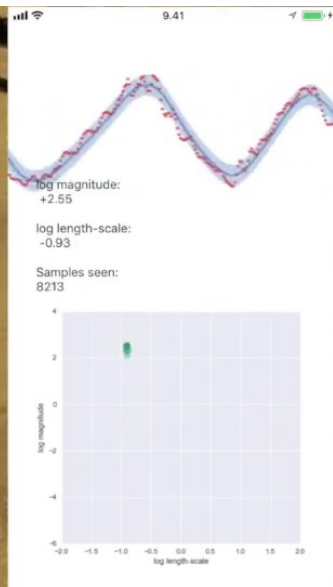 9.41
log magnitude:
+2.55
log length-scale:
-0.93
Samples seen:
8213
4
2
0
−2
−4
−6
log magnitude
−2.0 −1.5 −1.0 −0.5 0.0 0.5 1.0 1.5 2.0
log length-scale